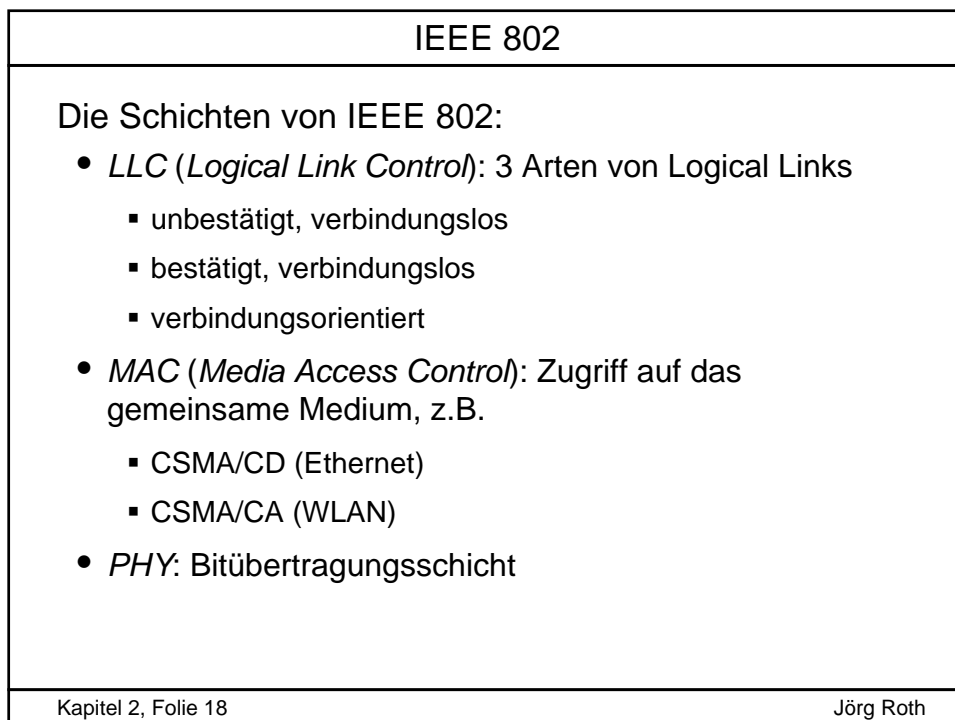 IEEE 802
Die Schichten von IEEE 802:
• LLC (Logical Link Control): 3 Arten von Logical Links
▪ unbestätigt, verbindungslos
▪ bestätigt, verbindungslos
▪ verbindungsorientiert
• MAC (Media Access Control): Zugriff auf das
gemeinsame Medium, z.B.
▪ CSMA/CD (Ethernet)
▪ CSMA/CA (WLAN)
• PHY: Bitübertragungsschicht
Kapitel 2, Folie 18
Jörg Roth